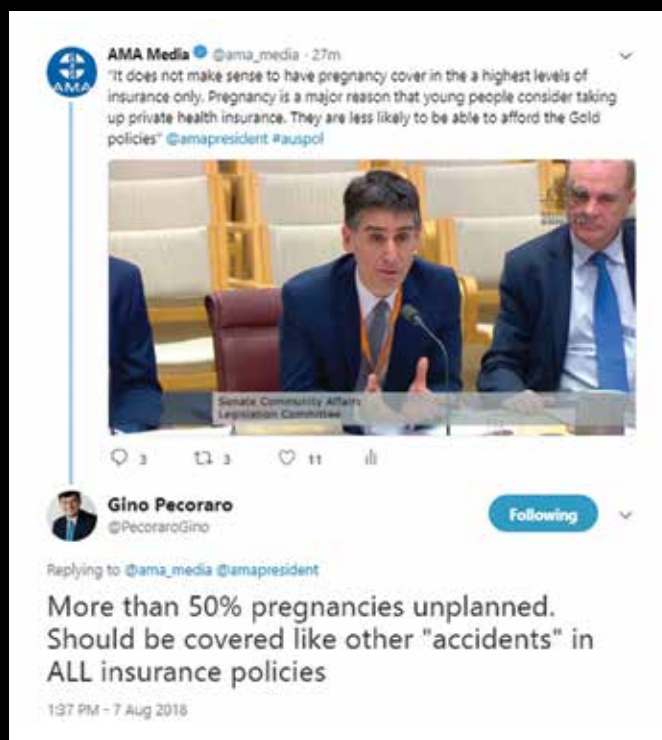 AMA Media @ama_media · 27m
"It does not make sense to have pregnancy cover in the a highest levels of
insurance only. Pregnancy is a major reason that young people consider taking
up private health insurance. They are less likely to be able to afford the Gold
policies" @amapresident #auspol
AMA
Senate Community Affairs
Legislation Committee
3 3 11
Gino Pecoraro
@PecoraroGino
Following
Replying to @ama_media @amapresident
More than 50% pregnancies unplanned.
Should be covered like other "accidents" in
ALL insurance policies
1:37 PM - 7 Aug 2018